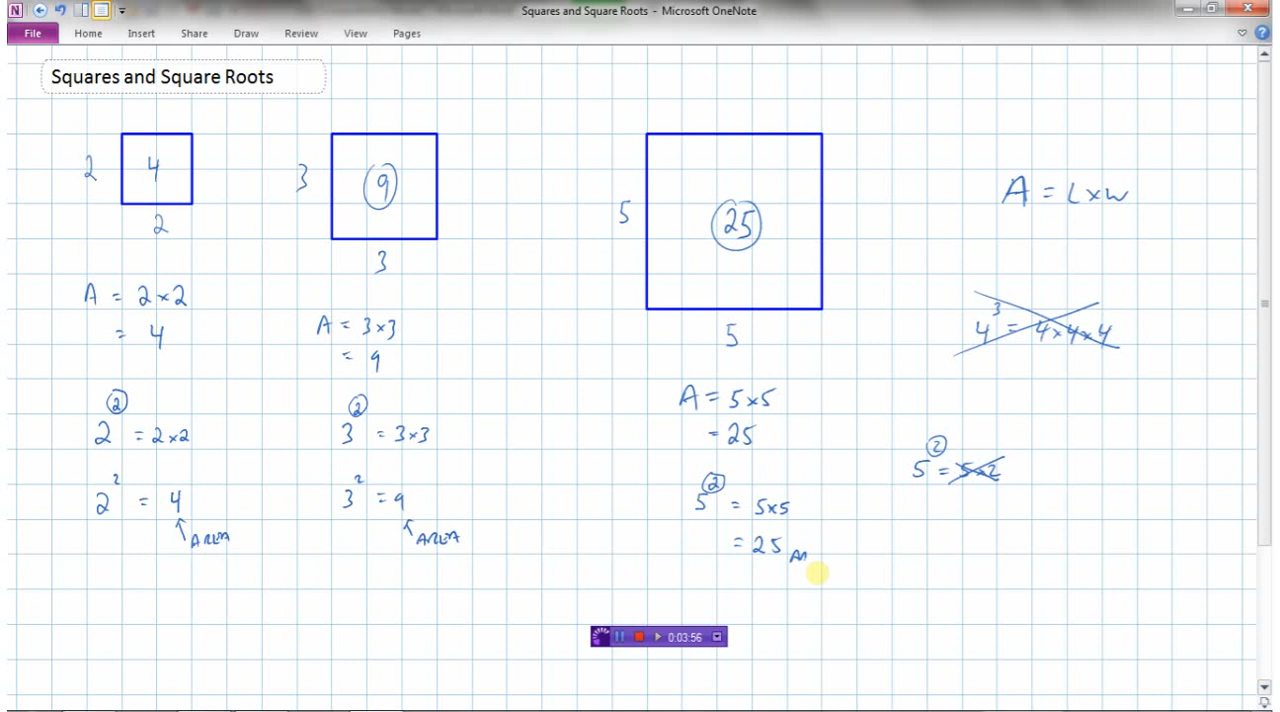 Squares and Square Roots - Microsoft OneNote
File Home Insert Share Draw Review View Pages
Squares and Square Roots
2
4
2
A = 2×2
= 4
2² = 2×2
2² = 4
AREA
3
9
3
A = 3×3
= 9
3² = 3×3
3² = 9
AREA
5
25
5
A = 5×5
= 25
5² = 5×5
= 25
A = L×W
4³ = 4×4×4
5² = 5×2
0:03:56